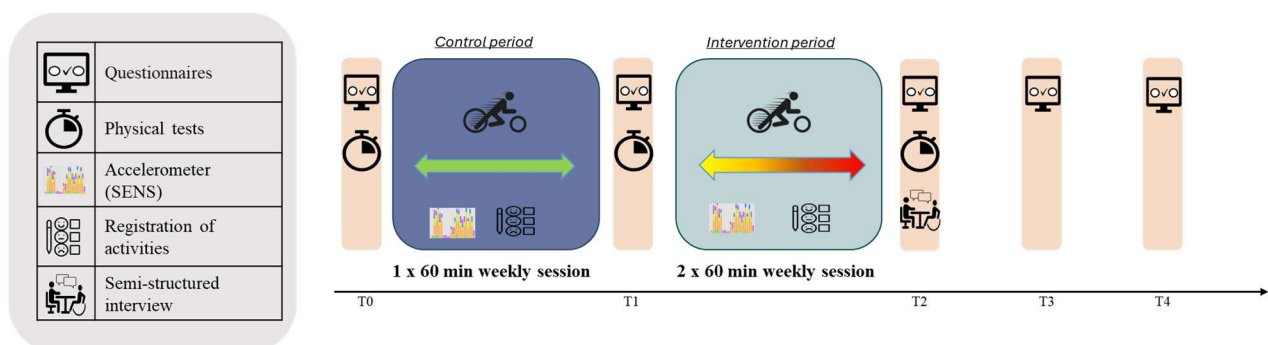 Questionnaires
Physical tests
Accelerometer
(SENS)
Registration of
activities
Semi-structured
interview
Control period
Intervention period
1 x 60 min weekly session
2 x 60 min weekly session
T0
T1
T2
T3
T4